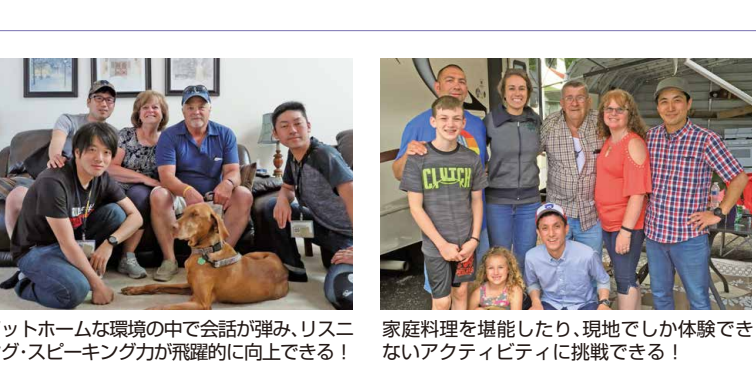 ットホームな環境の中で会話が弾み、リスニ
グ・スピーキング力が飛躍的に向上できる！
家庭料理を堪能したり、現地でしか体験でき
ないアクティビティに挑戦できる！
CLUTCH